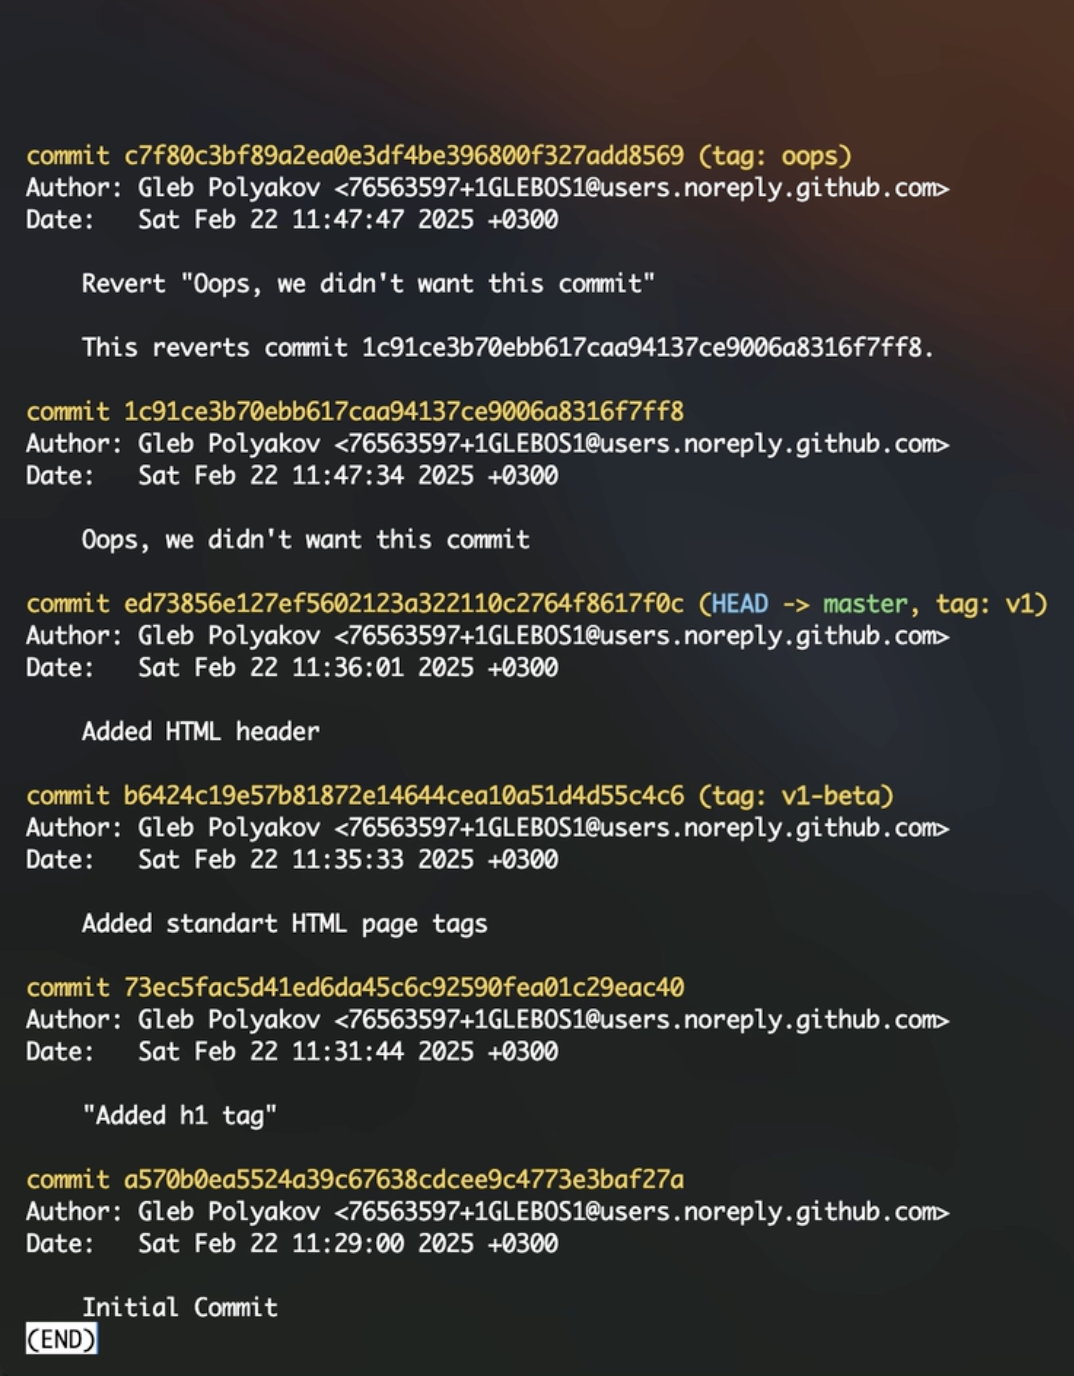 commit c7f80c3bf89a2ea0e3df4be396800f327add8569 (tag: oops)
Author: Gleb Polyakov <76563597+1GLEBOS1@users.noreply.github.com>
Date:   Sat Feb 22 11:47:47 2025 +0300
Revert "Oops, we didn't want this commit"
This reverts commit 1c91ce3b70ebb617caa94137ce9006a8316f7ff8.
commit 1c91ce3b70ebb617caa94137ce9006a8316f7ff8
Author: Gleb Polyakov <76563597+1GLEBOS1@users.noreply.github.com>
Date:   Sat Feb 22 11:47:34 2025 +0300
Oops, we didn't want this commit
commit ed73856e127ef5602123a322110c2764f8617f0c (HEAD -> master, tag: v1)
Author: Gleb Polyakov <76563597+1GLEBOS1@users.noreply.github.com>
Date:   Sat Feb 22 11:36:01 2025 +0300
Added HTML header
commit b6424c19e57b81872e14644cea10a51d4d55c4c6 (tag: v1-beta)
Author: Gleb Polyakov <76563597+1GLEBOS1@users.noreply.github.com>
Date:   Sat Feb 22 11:35:33 2025 +0300
Added standart HTML page tags
commit 73ec5fac5d41ed6da45c6c92590fea01c29eac40
Author: Gleb Polyakov <76563597+1GLEBOS1@users.noreply.github.com>
Date:   Sat Feb 22 11:31:44 2025 +0300
"Added h1 tag"
commit a570b0ea5524a39c67638cdcee9c4773e3baf27a
Author: Gleb Polyakov <76563597+1GLEBOS1@users.noreply.github.com>
Date:   Sat Feb 22 11:29:00 2025 +0300
Initial Commit
(END)